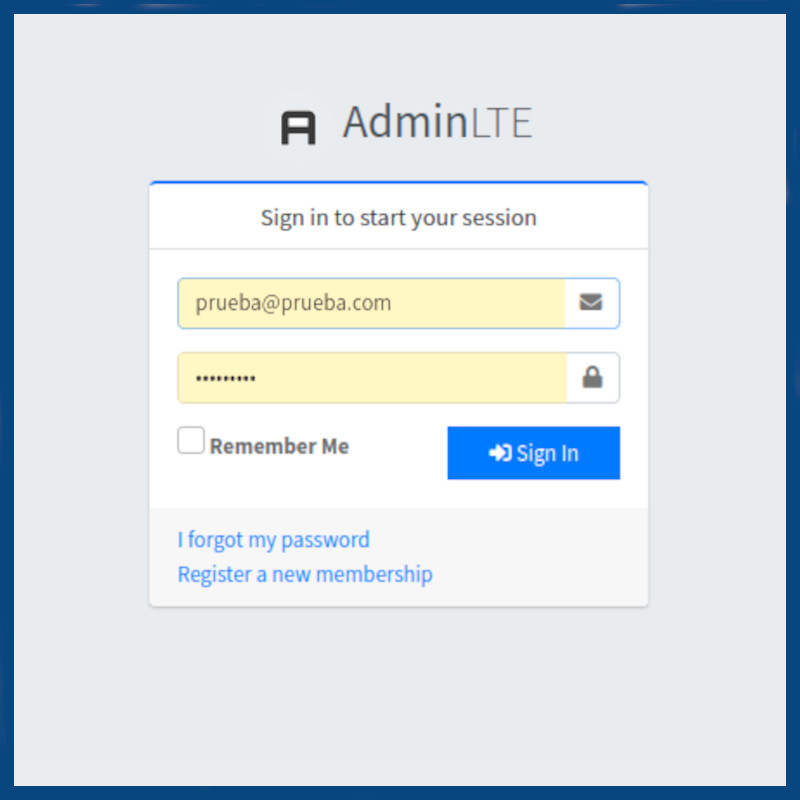 AdminLTE
Sign in to start your session
prueba@prueba.com
•••••••••
Remember Me
Sign In
I forgot my password
Register a new membership